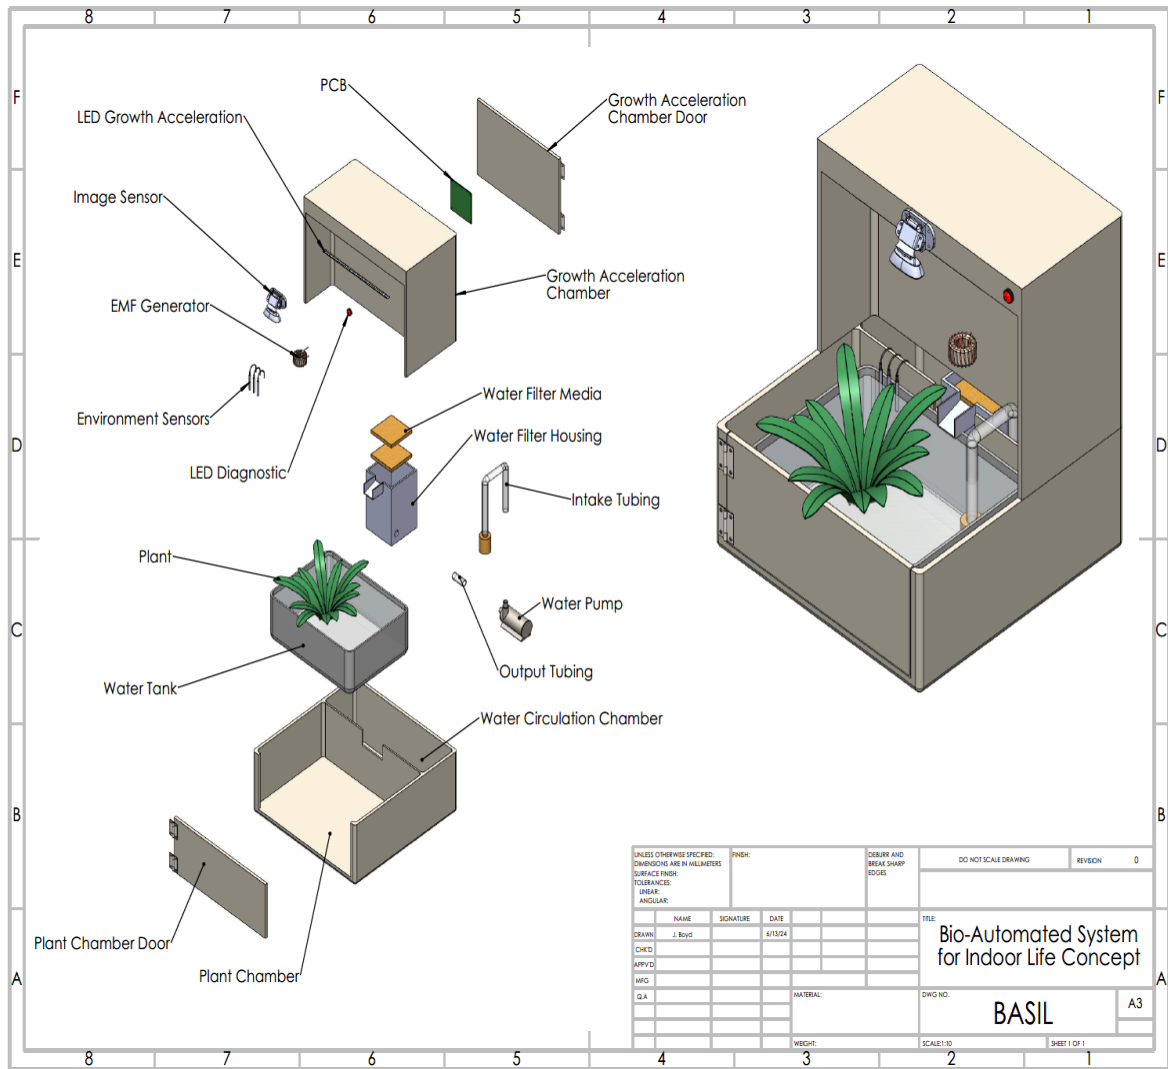 8 7 6 5 4 3 2 1
F
E
D
C
B
A
F
E
D
C
B
A
PCB
LED Growth Acceleration
Growth Acceleration
Chamber Door
Image Sensor
Growth Acceleration
Chamber
EMF Generator
Environment Sensors
LED Diagnostic
Water Filter Media
Water Filter Housing
Intake Tubing
Plant
Water Pump
Output Tubing
Water Tank
Water Circulation Chamber
Plant Chamber Door
Plant Chamber
UNLESS OTHERWISE SPECIFIED:
DIMENSIONS ARE IN MILLIMETERS
SURFACE FINISH:
TOLERANCES:
LINEAR:
ANGULAR:
FINISH:
DEBURR AND
BREAK SHARP
EDGES
DO NOT SCALE DRAWING
REVISION 0
NAME SIGNATURE DATE
DRAWN J. Boyd 6/13/24
CHK'D
APPV'D
MFG
Q.A
MATERIAL:
WEIGHT:
TITLE:
Bio-Automated System
for Indoor Life Concept
DWG NO.
BASIL
A3
SCALE:1:10
SHEET 1 OF 1
8 7 6 5 4 3 2 1